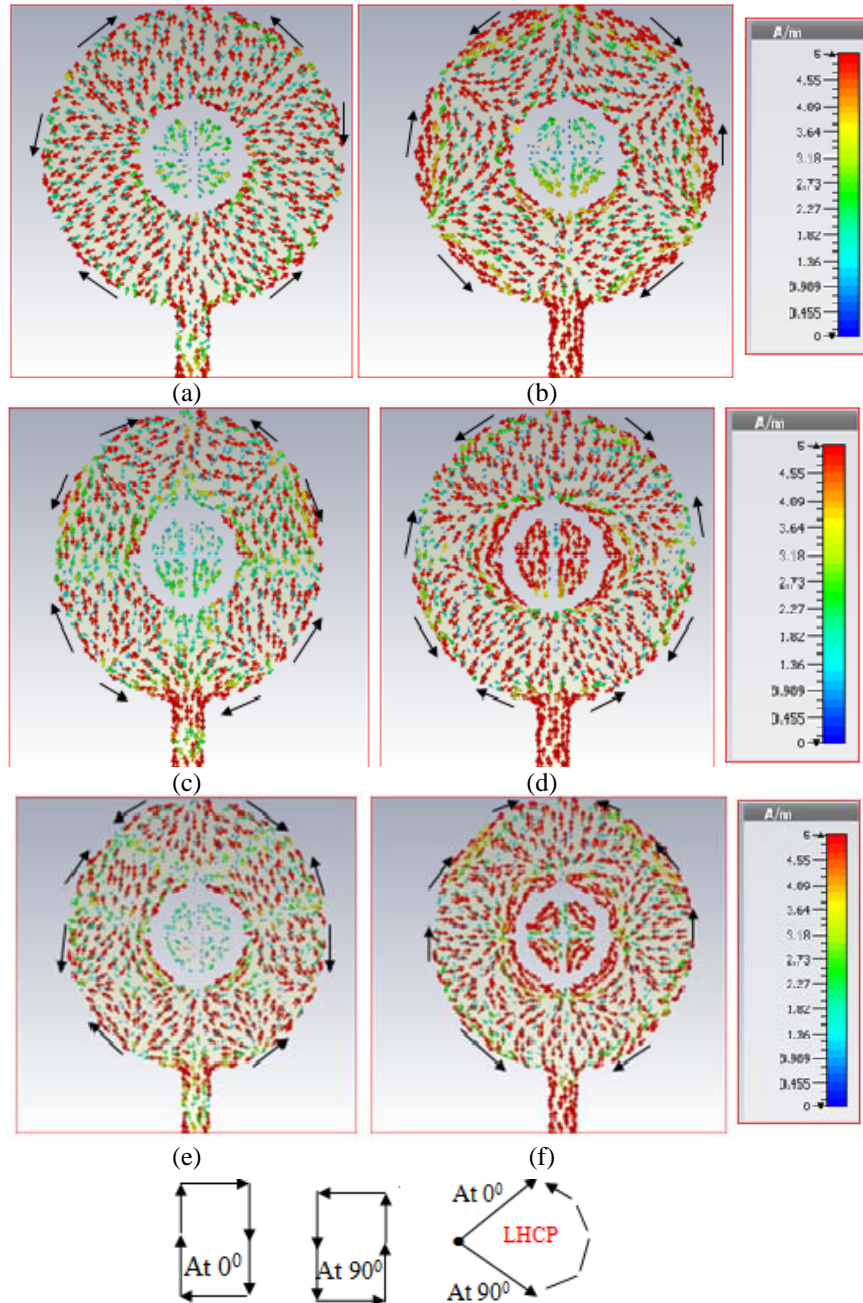 A/m
5
4.55
4.09
3.64
3.18
2.73
2.27
1.82
1.36
0.909
0.455
0
(a)
(b)
A/m
5
4.55
4.09
3.64
3.18
2.73
2.27
1.82
1.36
0.909
0.455
0
(c)
(d)
A/m
5
4.55
4.09
3.64
3.18
2.73
2.27
1.82
1.36
0.909
0.455
0
(e)
(f)
At 0⁰
At 90⁰
At 0⁰
LHCP
At 90⁰